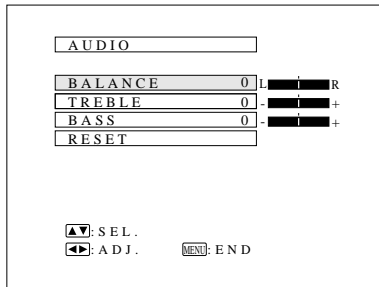 AUDIO
BALANCE 0 L R
TREBLE 0 - +
BASS 0 - +
RESET
▲▼:SEL.
◀▶:ADJ. MENU:END